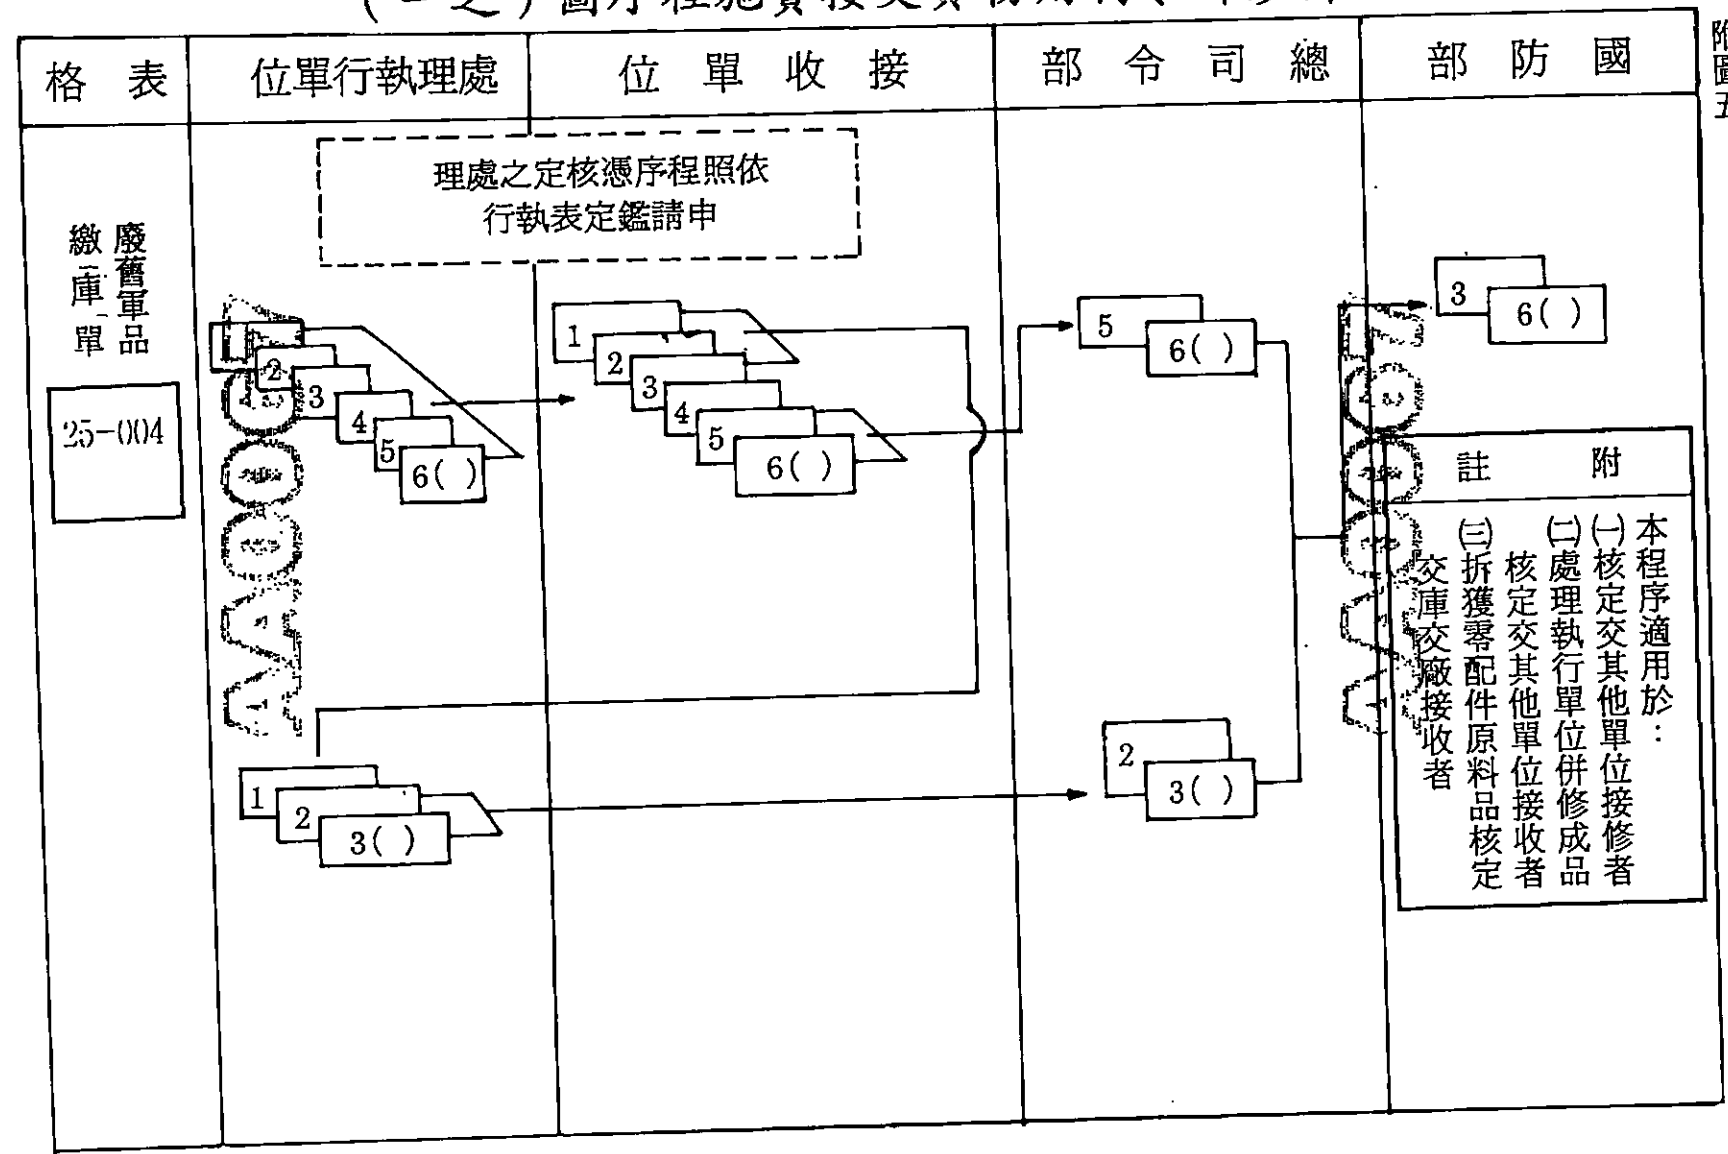 附圖五
國防部
總司令部
接收單位
處理執行單位
表格
依照程序憑核定之處理
申請鑑定表執行
廢舊軍品
繳庫單
25-004
1
2
3
4
5
6( )
1
2
3
4
5
6( )
5
6( )
3
6( )
1
2
3( )
2
3( )
附註
本程序適用於：
㈠核定交其他單位接修者
㈡處理執行單位併修成品
核定交其他單位接收者
㈢拆獲零配件原料品核定
交庫交廠接收者